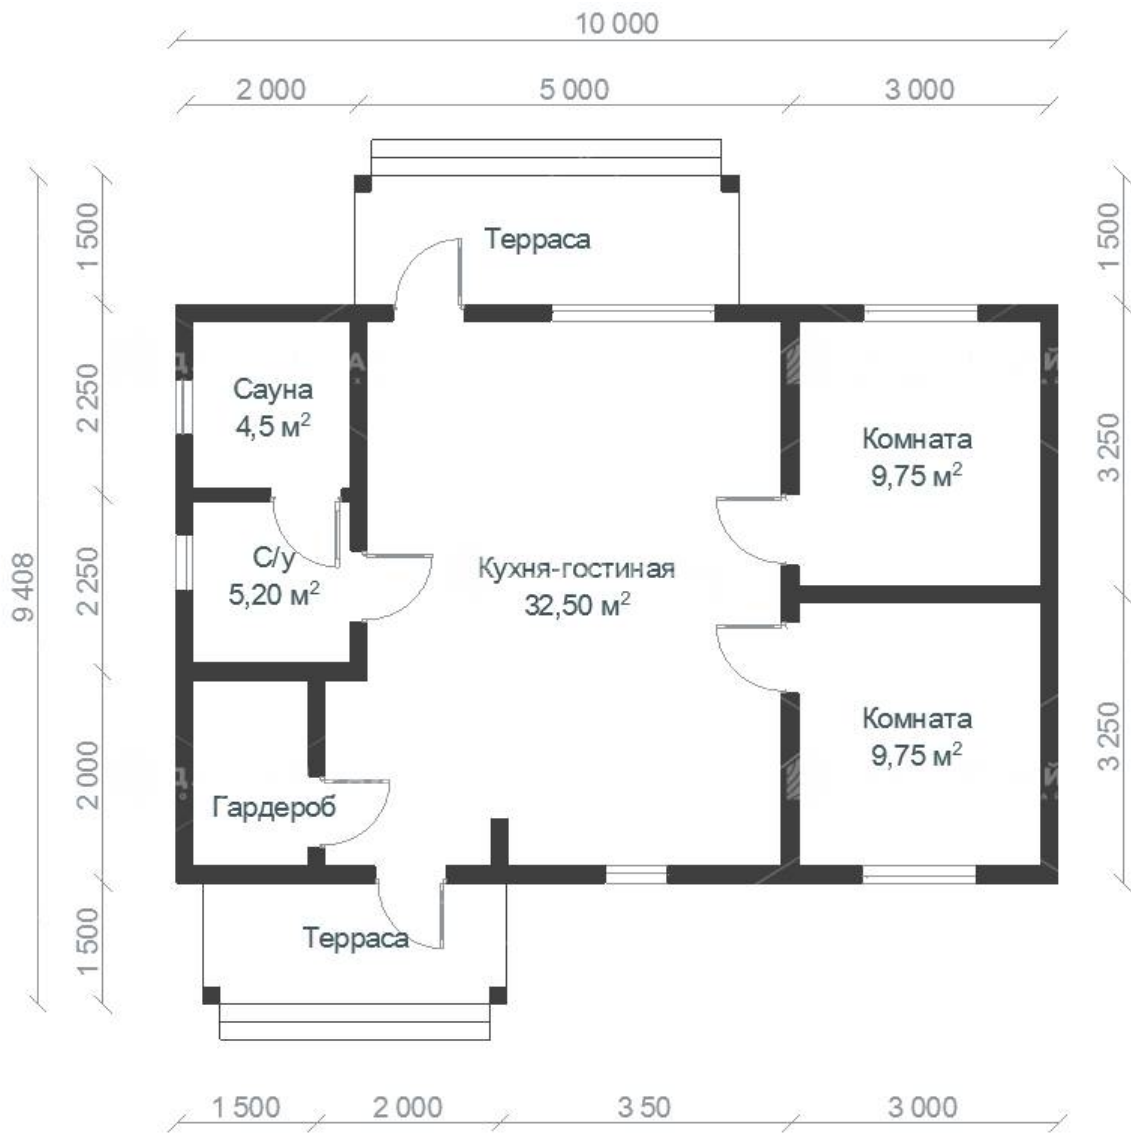 10 000
2 000
5 000
3 000
1 500
Терраса
1 500
2 250
Сауна
4,5 м²
Комната
9,75 м²
3 250
9 408
2 250
С/у
5,20 м²
Кухня-гостиная
32,50 м²
2 000
Гардероб
Комната
9,75 м²
3 250
1 500
Терраса
1 500
2 000
3 50
3 000